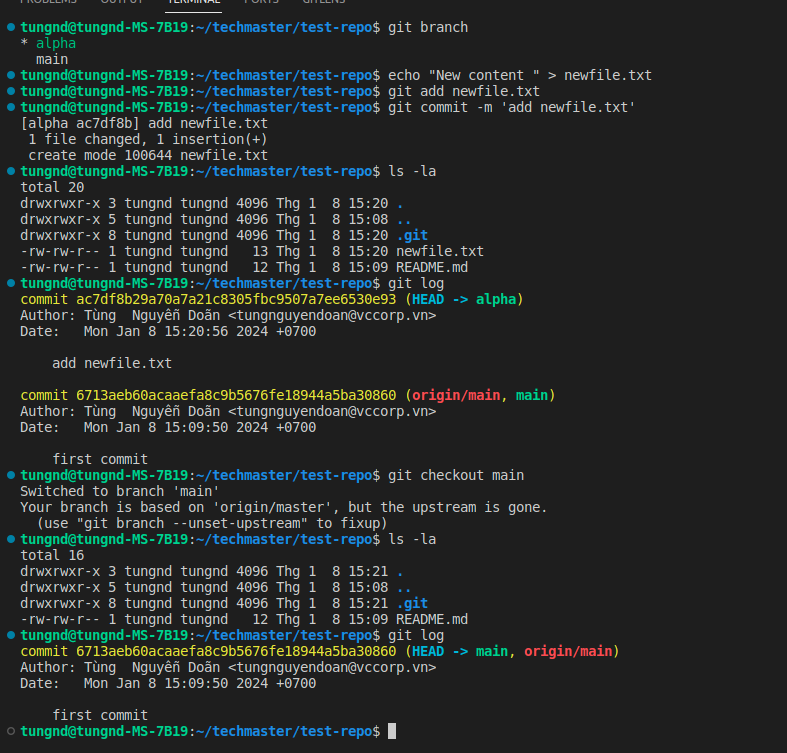 PROBLEMS OUTPUT TERMINAL PORTS GITLENS
tungnd@tungnd-MS-7B19:~/techmaster/test-repo$ git branch
* alpha
  main
tungnd@tungnd-MS-7B19:~/techmaster/test-repo$ echo "New content " > newfile.txt
tungnd@tungnd-MS-7B19:~/techmaster/test-repo$ git add newfile.txt
tungnd@tungnd-MS-7B19:~/techmaster/test-repo$ git commit -m 'add newfile.txt'
[alpha ac7df8b] add newfile.txt
 1 file changed, 1 insertion(+)
 create mode 100644 newfile.txt
tungnd@tungnd-MS-7B19:~/techmaster/test-repo$ ls -la
total 20
drwxrwxr-x 3 tungnd tungnd 4096 Thg 1  8 15:20 .
drwxrwxr-x 5 tungnd tungnd 4096 Thg 1  8 15:08 ..
drwxrwxr-x 8 tungnd tungnd 4096 Thg 1  8 15:20 .git
-rw-rw-r-- 1 tungnd tungnd   13 Thg 1  8 15:20 newfile.txt
-rw-rw-r-- 1 tungnd tungnd   12 Thg 1  8 15:09 README.md
tungnd@tungnd-MS-7B19:~/techmaster/test-repo$ git log
commit ac7df8b29a70a7a21c8305fbc9507a7ee6530e93 (HEAD -> alpha)
Author: Tùng  Nguyễn Doãn <tungnguyendoan@vccorp.vn>
Date:   Mon Jan 8 15:20:56 2024 +0700

    add newfile.txt

commit 6713aeb60acaaefa8c9b5676fe18944a5ba30860 (origin/main, main)
Author: Tùng  Nguyễn Doãn <tungnguyendoan@vccorp.vn>
Date:   Mon Jan 8 15:09:50 2024 +0700

    first commit
tungnd@tungnd-MS-7B19:~/techmaster/test-repo$ git checkout main
Switched to branch 'main'
Your branch is based on 'origin/master', but the upstream is gone.
  (use "git branch --unset-upstream" to fixup)
tungnd@tungnd-MS-7B19:~/techmaster/test-repo$ ls -la
total 16
drwxrwxr-x 3 tungnd tungnd 4096 Thg 1  8 15:21 .
drwxrwxr-x 5 tungnd tungnd 4096 Thg 1  8 15:08 ..
drwxrwxr-x 8 tungnd tungnd 4096 Thg 1  8 15:21 .git
-rw-rw-r-- 1 tungnd tungnd   12 Thg 1  8 15:09 README.md
tungnd@tungnd-MS-7B19:~/techmaster/test-repo$ git log
commit 6713aeb60acaaefa8c9b5676fe18944a5ba30860 (HEAD -> main, origin/main)
Author: Tùng  Nguyễn Doãn <tungnguyendoan@vccorp.vn>
Date:   Mon Jan 8 15:09:50 2024 +0700

    first commit
tungnd@tungnd-MS-7B19:~/techmaster/test-repo$